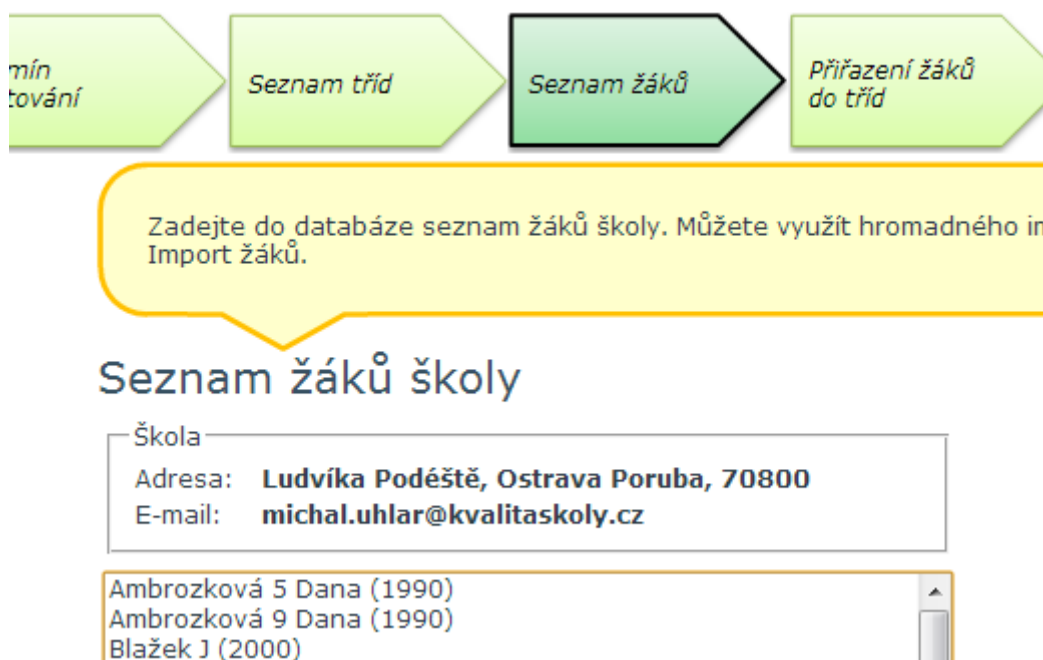 mín
tování
Seznam tříd
Seznam žáků
Přiřazení žáků
do tříd
Zadejte do databáze seznam žáků školy. Můžete využít hromadného
Import žáků.
Seznam žáků školy
Škola
Adresa: Ludvíka Podéště, Ostrava Poruba, 70800
E-mail: michal.uhlar@kvalitaskoly.cz
Ambrozková 5 Dana (1990)
Ambrozková 9 Dana (1990)
Blažek J (2000)